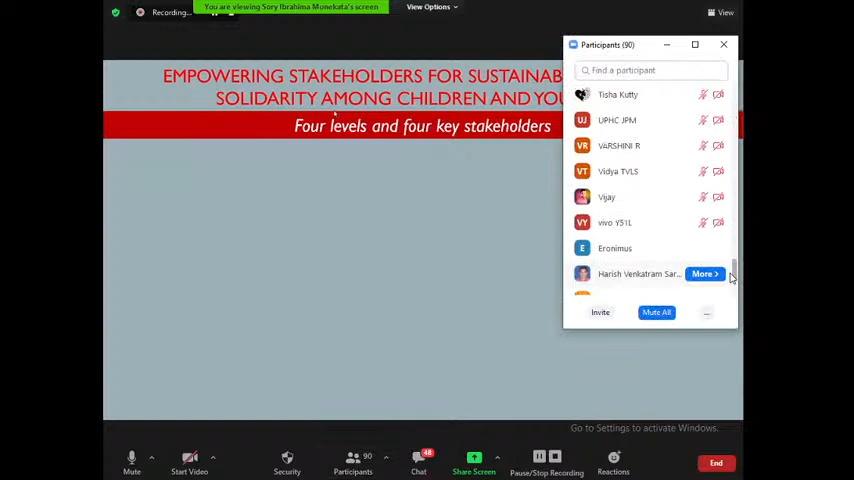 You are viewing Sory Ibrahima Monekata's screen
View Options
Recording...
View
Participants (90)
Find a participant
EMPOWERING STAKEHOLDERS FOR
SOLIDARITY AMONG CHILDREN AND
Four levels and four key stakeholders
Tisha Kutty
UJ UPHC JPM
VR VARSHINI R
VT Vidya TVLS
Vijay
VY vivo Y51L
E Eronimus
Harish Venkatram Sar... More >
Invite
Mute All
...
Go to Settings to activate Windows.
Mute
Start Video
Security
Participants 90
Chat 48
Share Screen
Pause/Stop Recording
Reactions
End